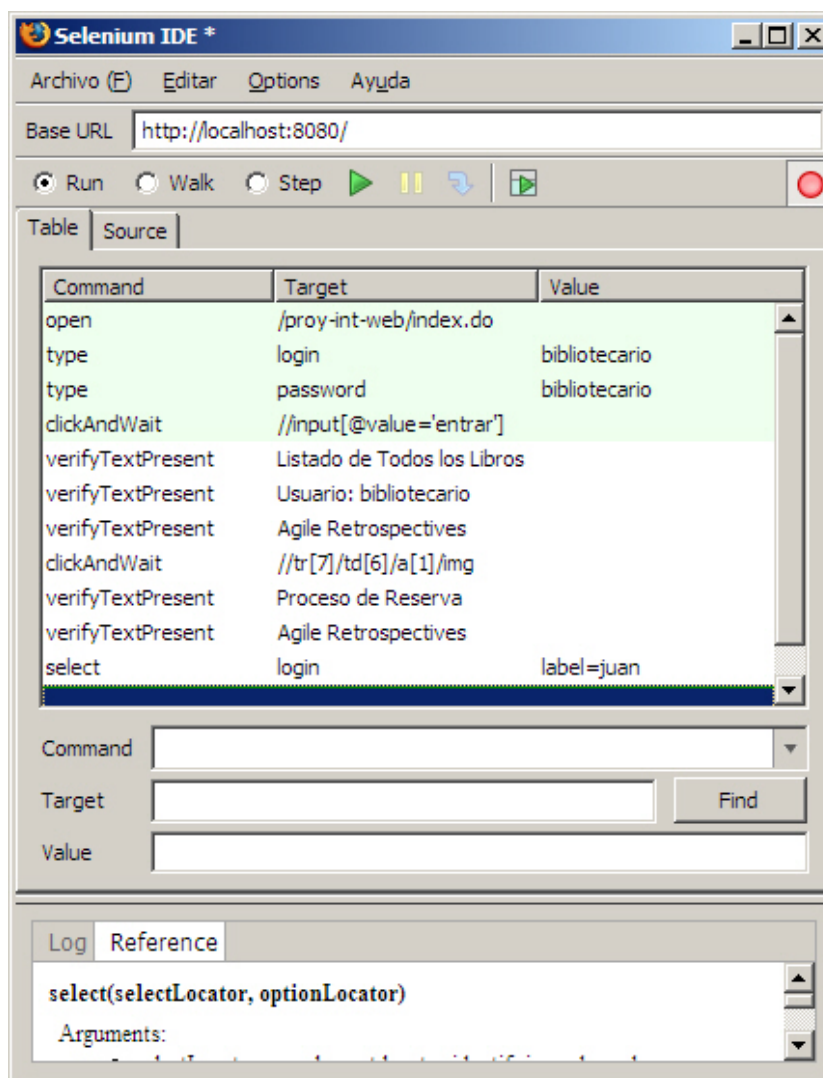 Selenium IDE *
Archivo (F) Editar Options Ayuda
Base URL http://localhost:8080/
Run Walk Step
Table Source
Command Target Value
open /proy-int-web/index.do
type login bibliotecario
type password bibliotecario
clickAndWait //input[@value='entrar']
verifyTextPresent Listado de Todos los Libros
verifyTextPresent Usuario: bibliotecario
verifyTextPresent Agile Retrospectives
clickAndWait //tr[7]/td[6]/a[1]/img
verifyTextPresent Proceso de Reserva
verifyTextPresent Agile Retrospectives
select login label=juan
Command
Target Find
Value
Log Reference
select(selectLocator, optionLocator)
Arguments: